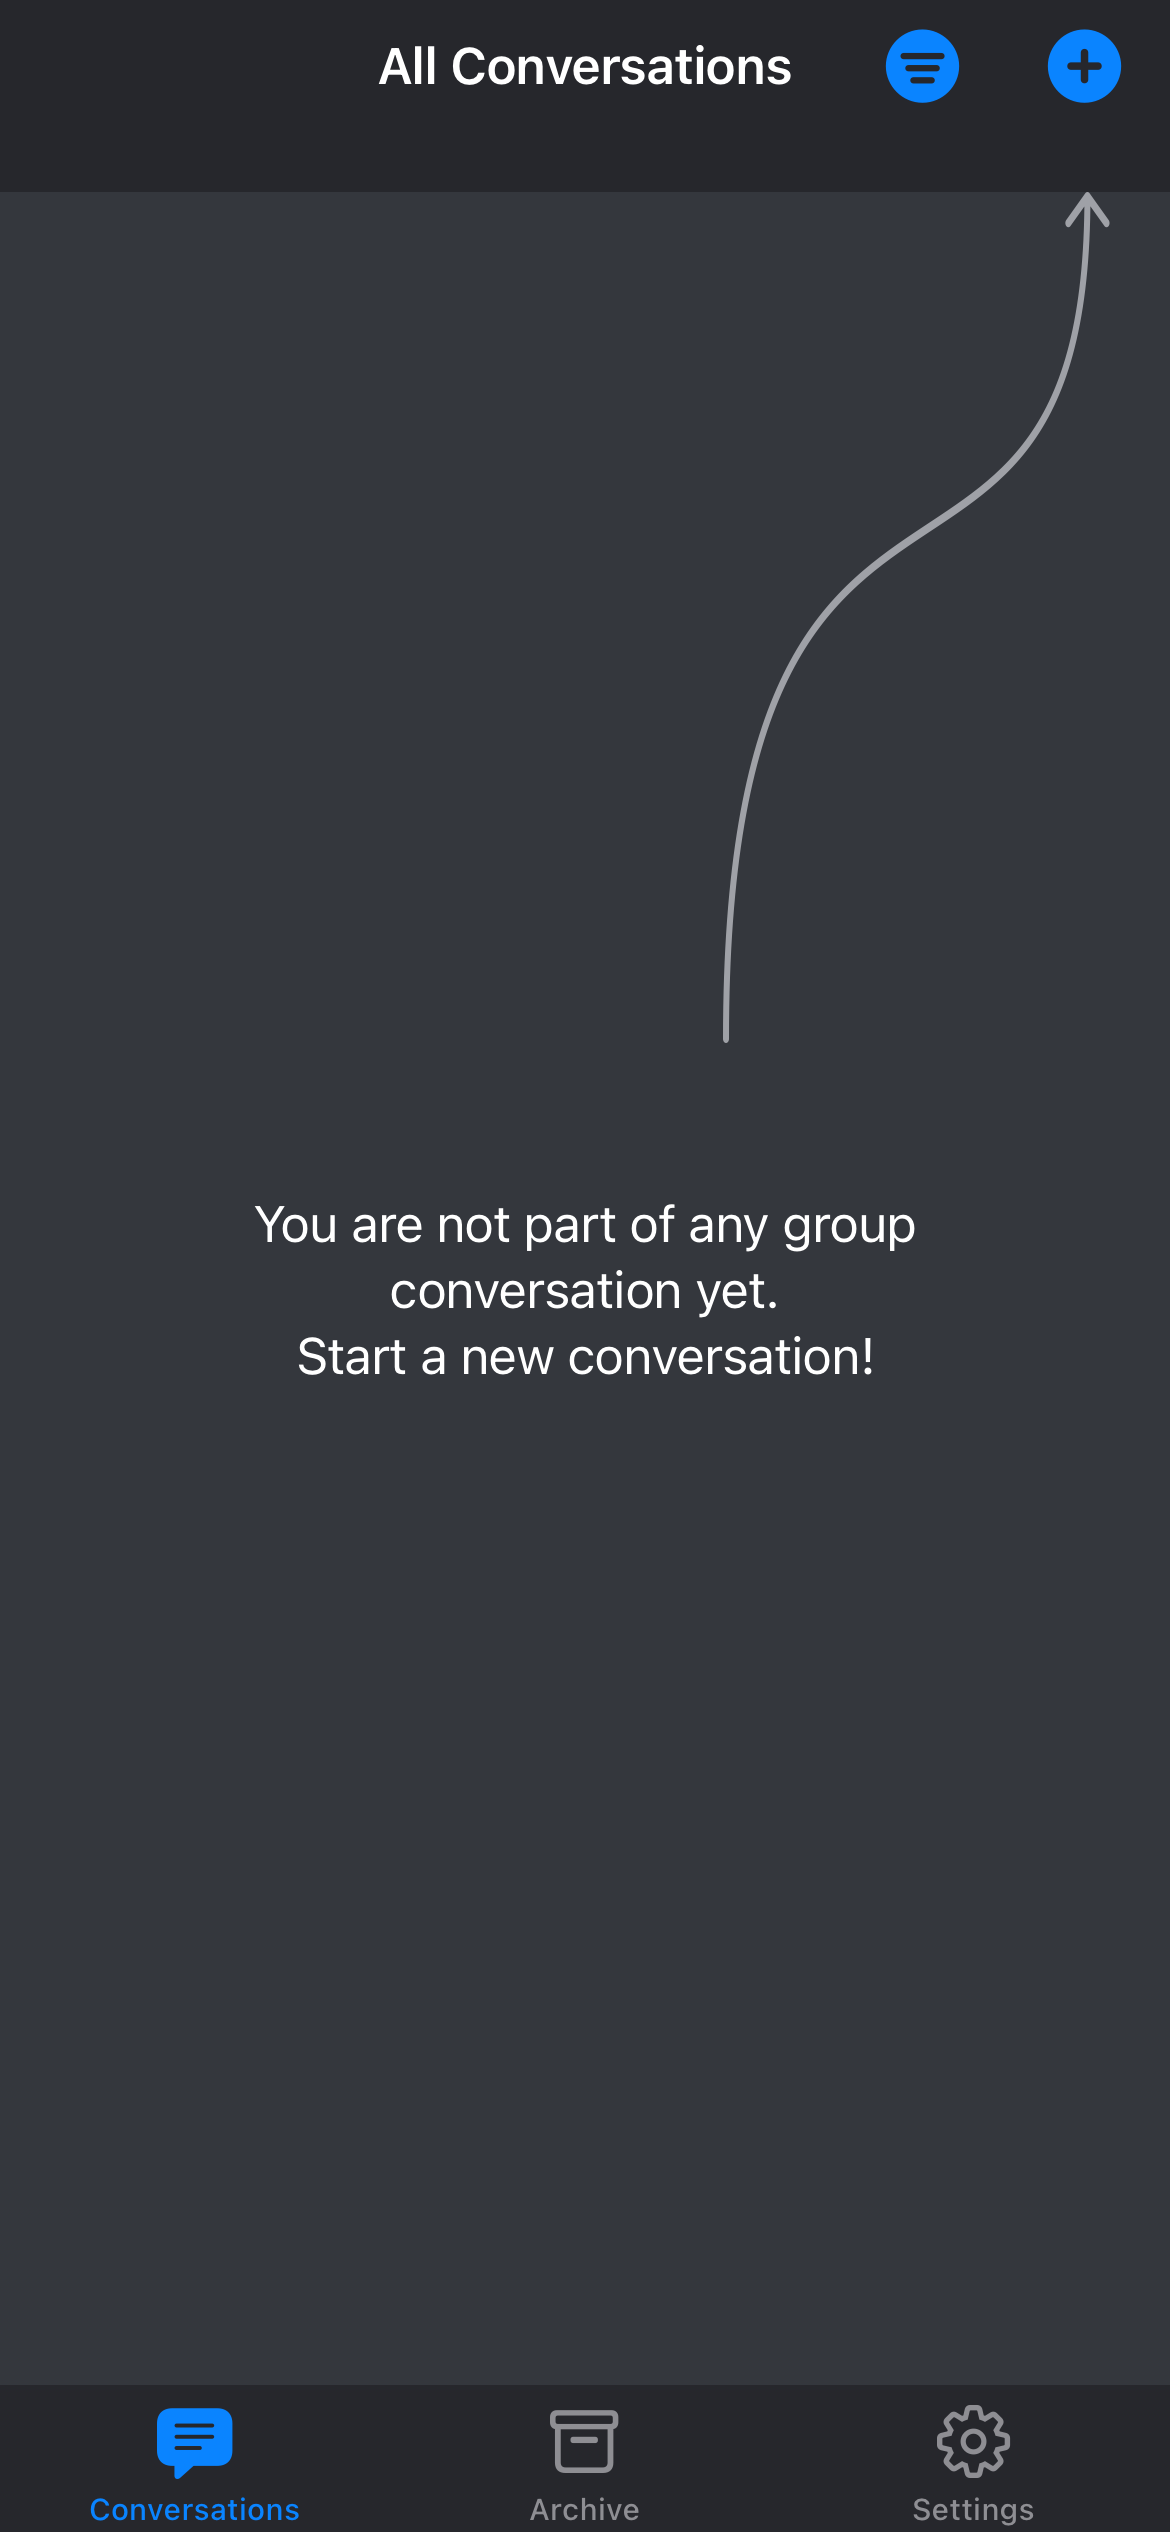 All Conversations
You are not part of any group
conversation yet.
Start a new conversation!
Conversations
Archive
Settings